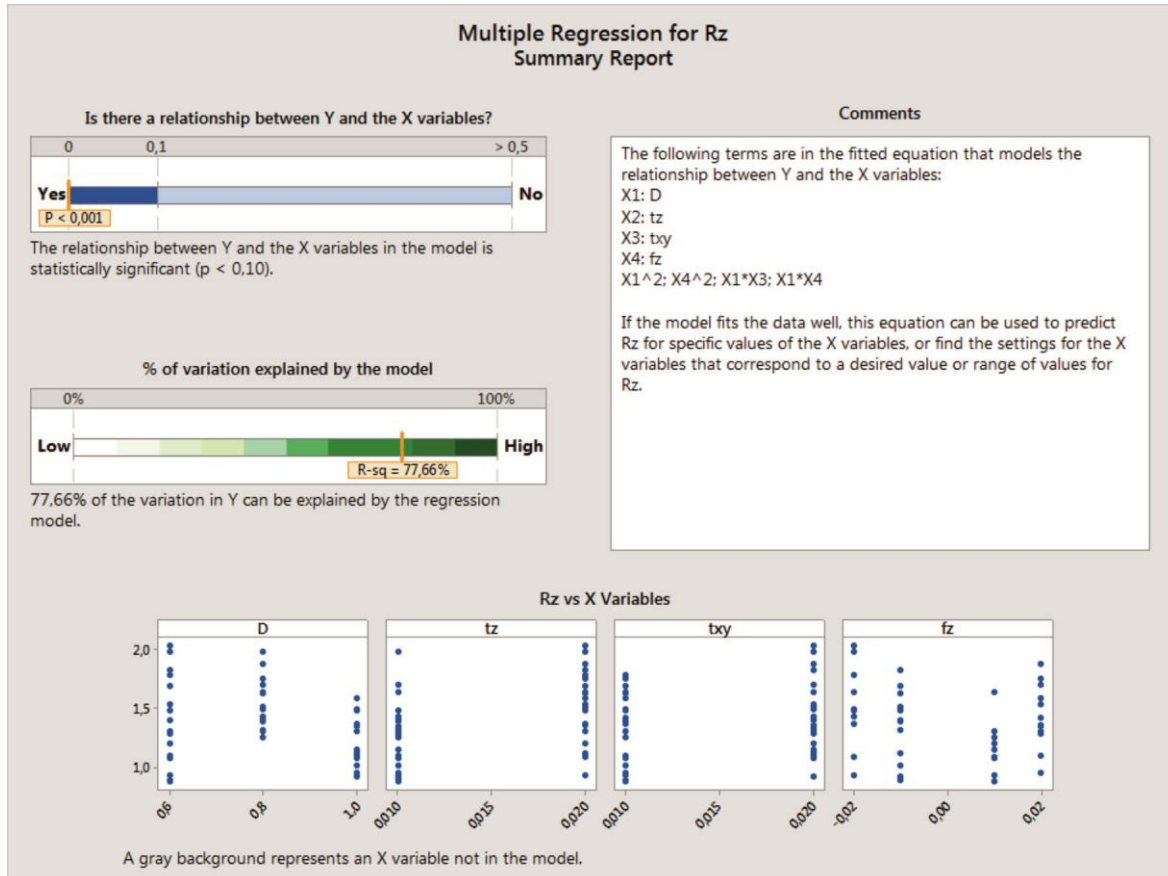 Multiple Regression for Rz
Summary Report
Is there a relationship between Y and the X variables?
0 0,1 > 0,5
Yes No
P < 0,001
The relationship between Y and the X variables in the model is
statistically significant (p < 0,10).
% of variation explained by the model
0% 100%
Low High
R-sq = 77,66%
77,66% of the variation in Y can be explained by the regression
model.
Comments
The following terms are in the fitted equation that models the
relationship between Y and the X variables:
X1: D
X2: tz
X3: txy
X4: fz
X1^2; X4^2; X1*X3; X1*X4
If the model fits the data well, this equation can be used to predict
Rz for specific values of the X variables, or find the settings for the X
variables that correspond to a desired value or range of values for
Rz.
Rz vs X Variables
D tz txy fz
2,0
1,5
1,0
0,6 0,8 1,0 0,010 0,015 0,020 0,010 0,015 0,020 -0,02 0,00 0,02
A gray background represents an X variable not in the model.